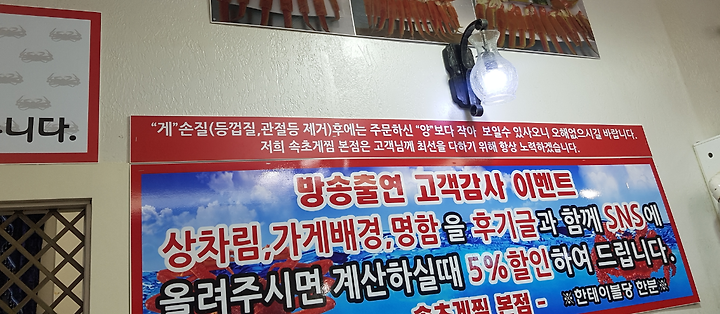 니다.
"게"손질(등껍질,관절등 제거)후에는 주문하신 "양"보다 작아 보일수 있사오니 오해없으시길 바랍니다.
저희 속초게찜 본점은 고객님께 최선을 다하기 위해 항상 노력하겠습니다.
방송출연 고객감사 이벤트
상차림,가게배경,명함을 후기글과 함께 SNS에
올려주시면 계산하실때 5%할인하여 드립니다.
속초게찜 본점 - ※한테이블당 한분※